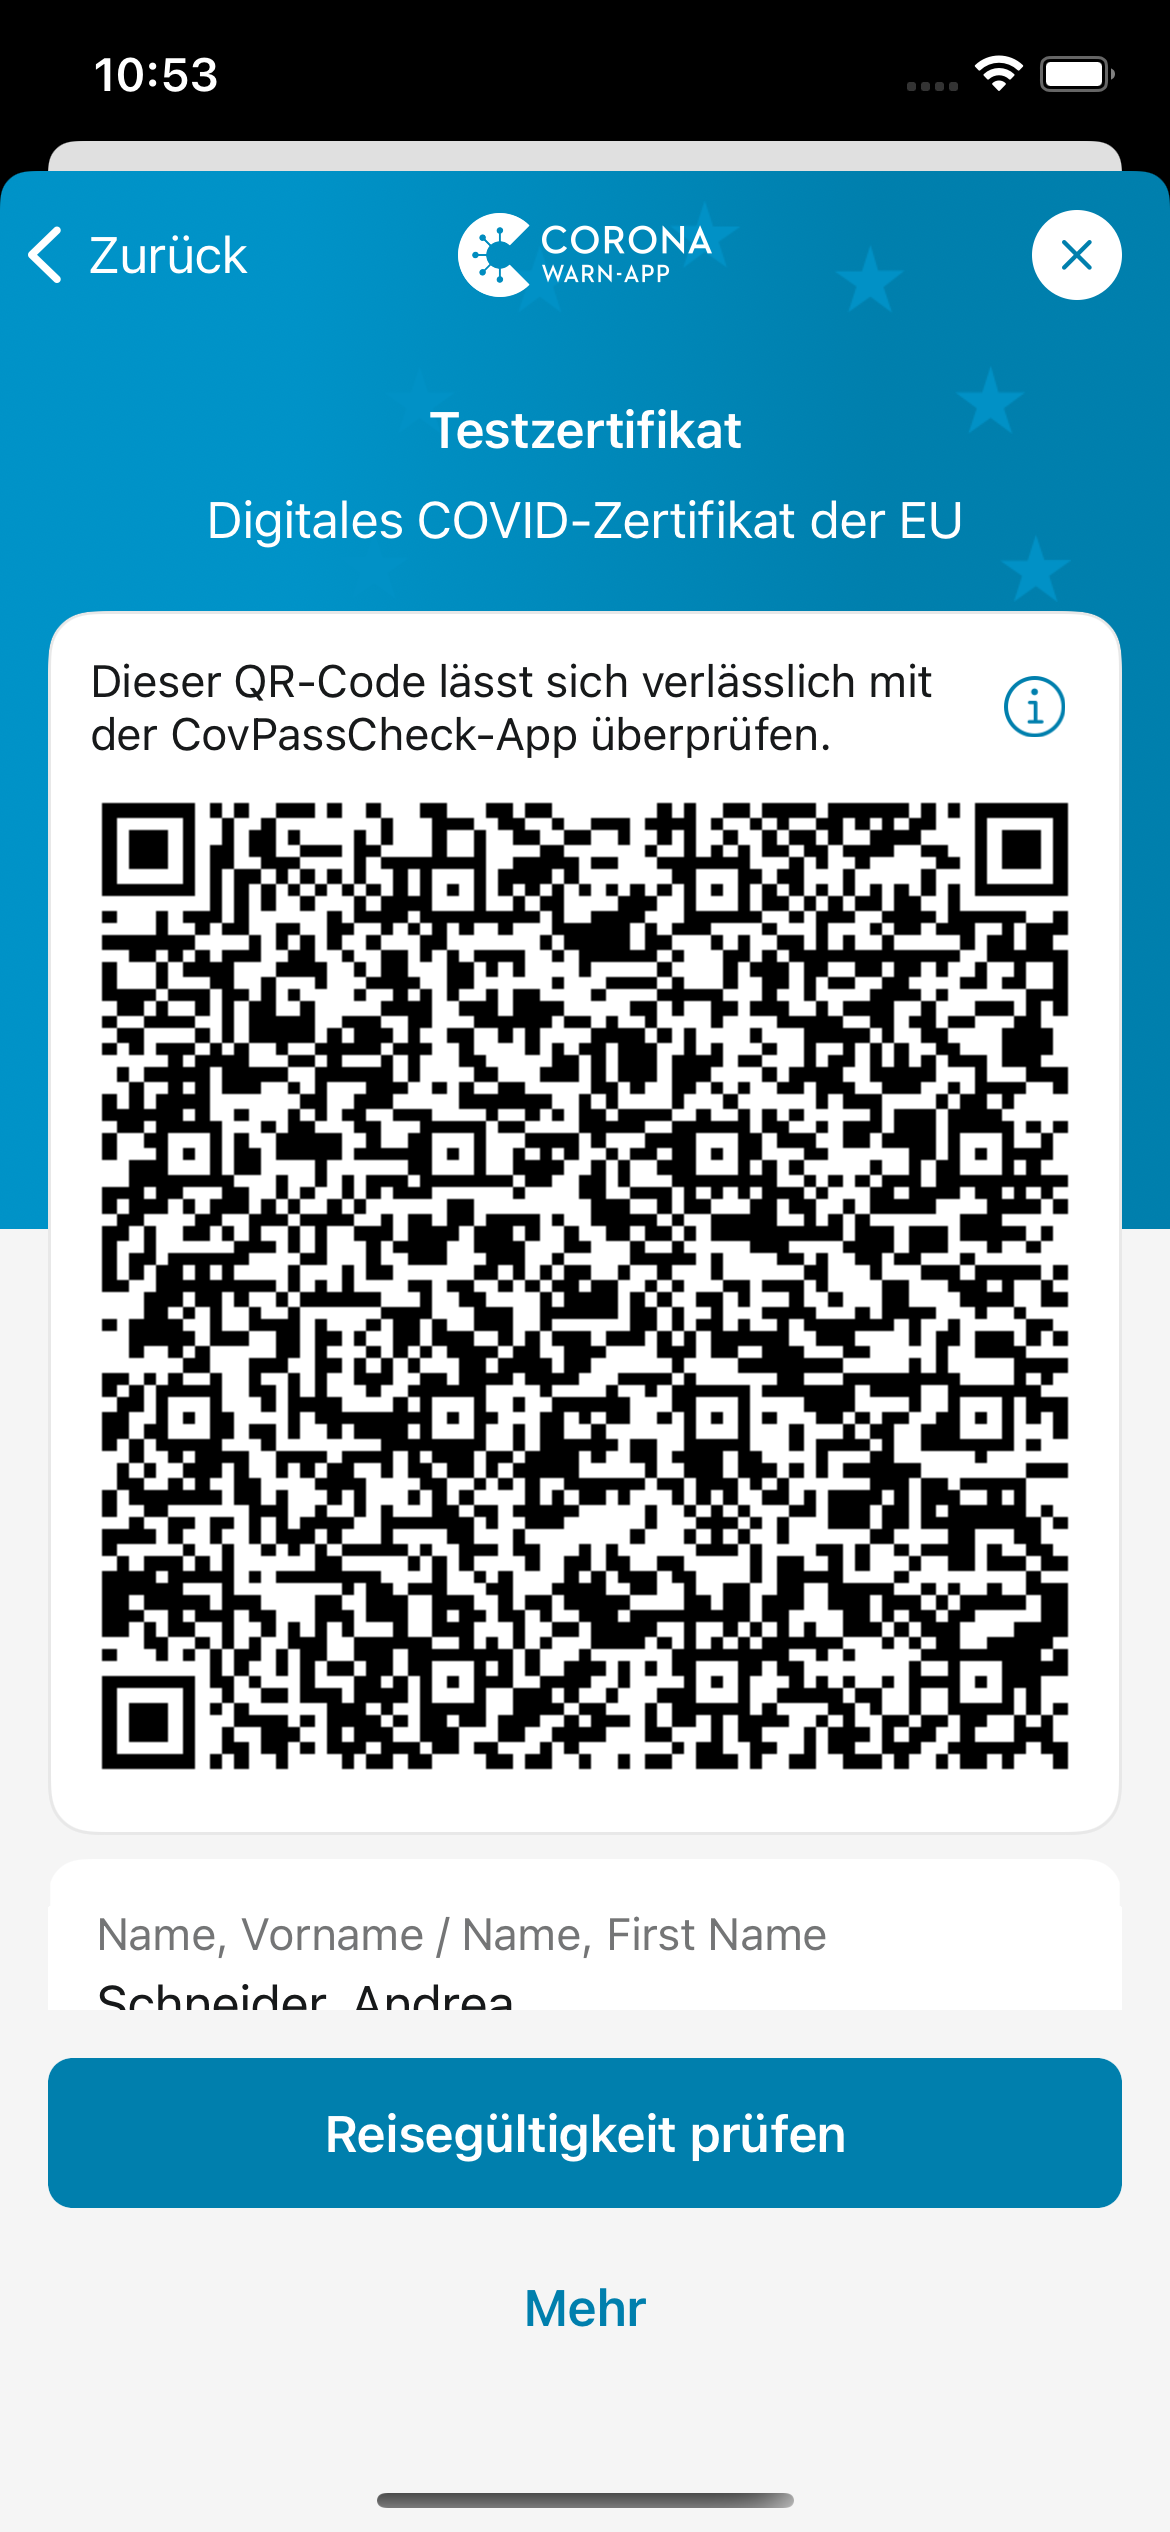 10:53
Zurück
CORONA
WARN-APP
Testzertifikat
Digitales COVID-Zertifikat der EU
Dieser QR-Code lässt sich verlässlich mit
der CovPassCheck-App überprüfen.
Name, Vorname / Name, First Name
Schneider, Andrea
Reisegültigkeit prüfen
Mehr